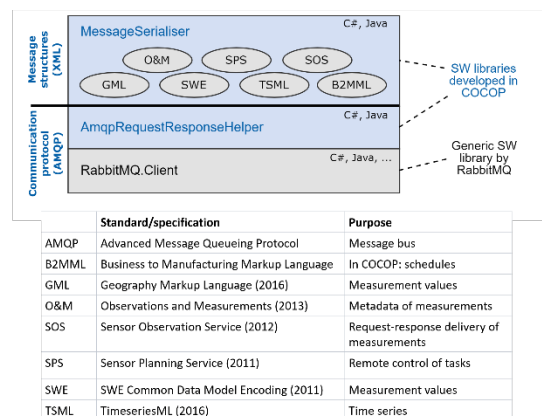 Message structures (XML)
MessageSerialiser
C#, Java
O&M
SPS
SOS
GML
SWE
TSML
B2MML
SW libraries
developed in
COCOP
Communication protocol (AMQP)
C#, Java
AmqpRequestResponseHelper
C#, Java, ...
RabbitMQ.Client
Generic SW
library by
RabbitMQ
Standard/specification Purpose
AMQP Advanced Message Queueing Protocol Message bus
B2MML Business to Manufacturing Markup Language In COCOP: schedules
GML Geography Markup Language (2016) Measurement values
O&M Observations and Measurements (2013) Metadata of measurements
SOS Sensor Observation Service (2012) Request-response delivery of
measurements
SPS Sensor Planning Service (2011) Remote control of tasks
SWE SWE Common Data Model Encoding (2011) Measurement values
TSML TimeseriesML (2016) Time series